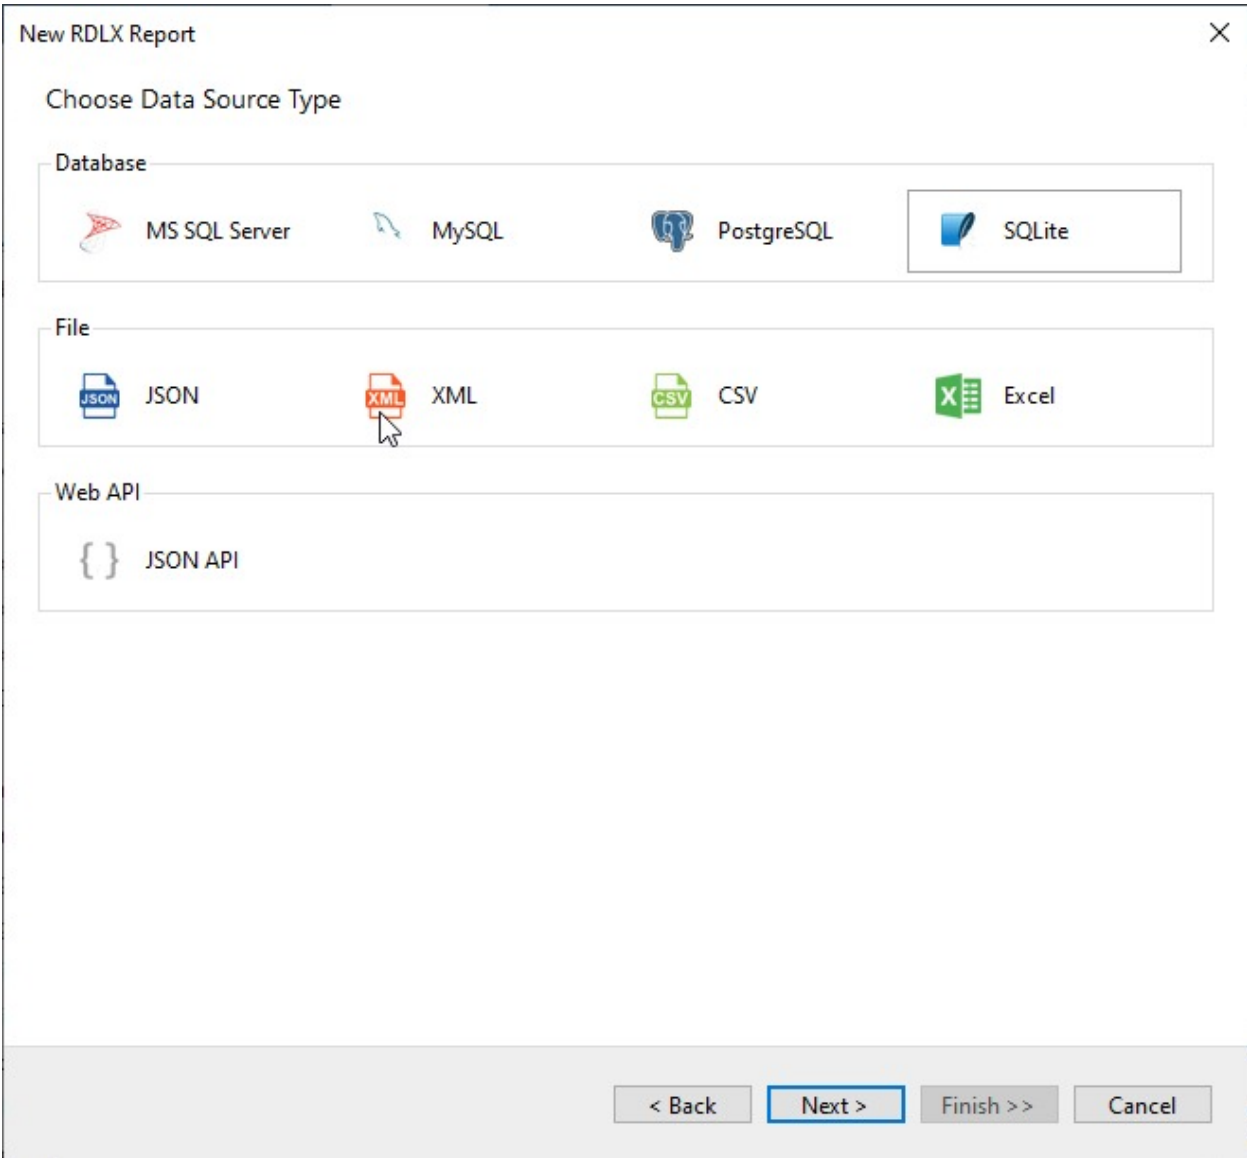 New RDLX Report
Choose Data Source Type
Database
MS SQL Server MySQL PostgreSQL SQLite
File
JSON JSON XML XML CSV CSV X Excel
Web API
{ } JSON API
< Back Next > Finish >> Cancel